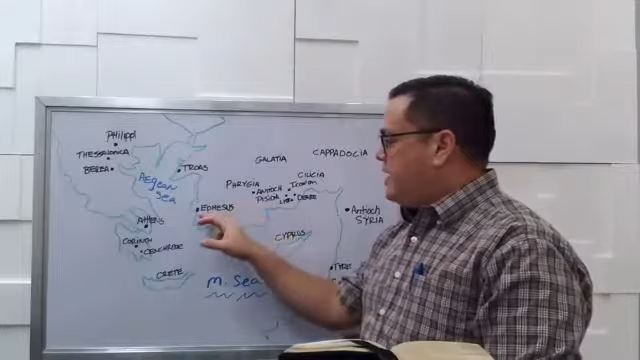 Philippi
THESSALONICA
BEREA
Aegean
Sea
TROAS
GALATIA
CAPPADOCIA
CILICIA
PHRYGIA
ANTIOCH
PISIDIA
ICONIUM
DERBE
EPHESUS
Antioch
SYRIA
ATHENS
CORINTH
CENCHREAE
CYPRUS
CRETE
M. Sea
TYRE